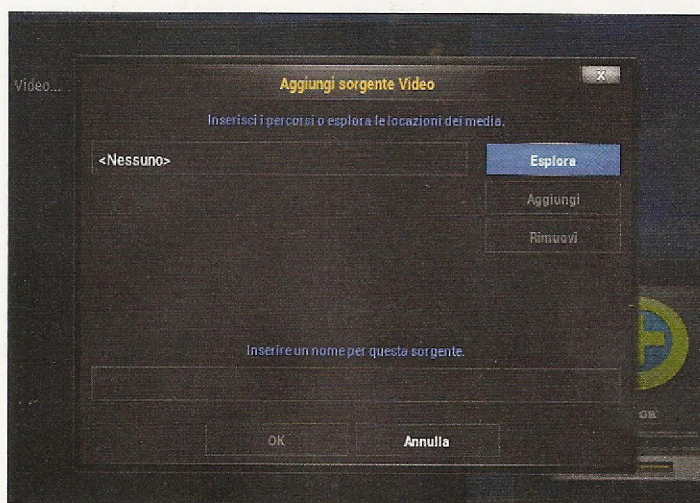 Video...
Aggiungi sorgente Video
X
Inserisci i percorsi o esplora le locazioni dei media.
<Nessuno>
Esplora
Aggiungi
Rimuovi
Inserire un nome per questa sorgente.
OK
Annulla